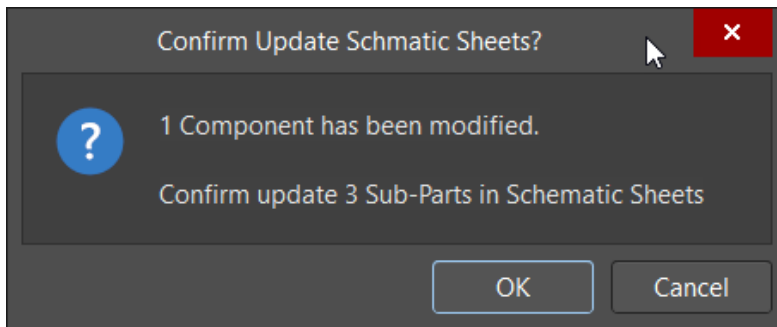 Confirm Update Schmatic Sheets?
1 Component has been modified.
Confirm update 3 Sub-Parts in Schematic Sheets
OK Cancel